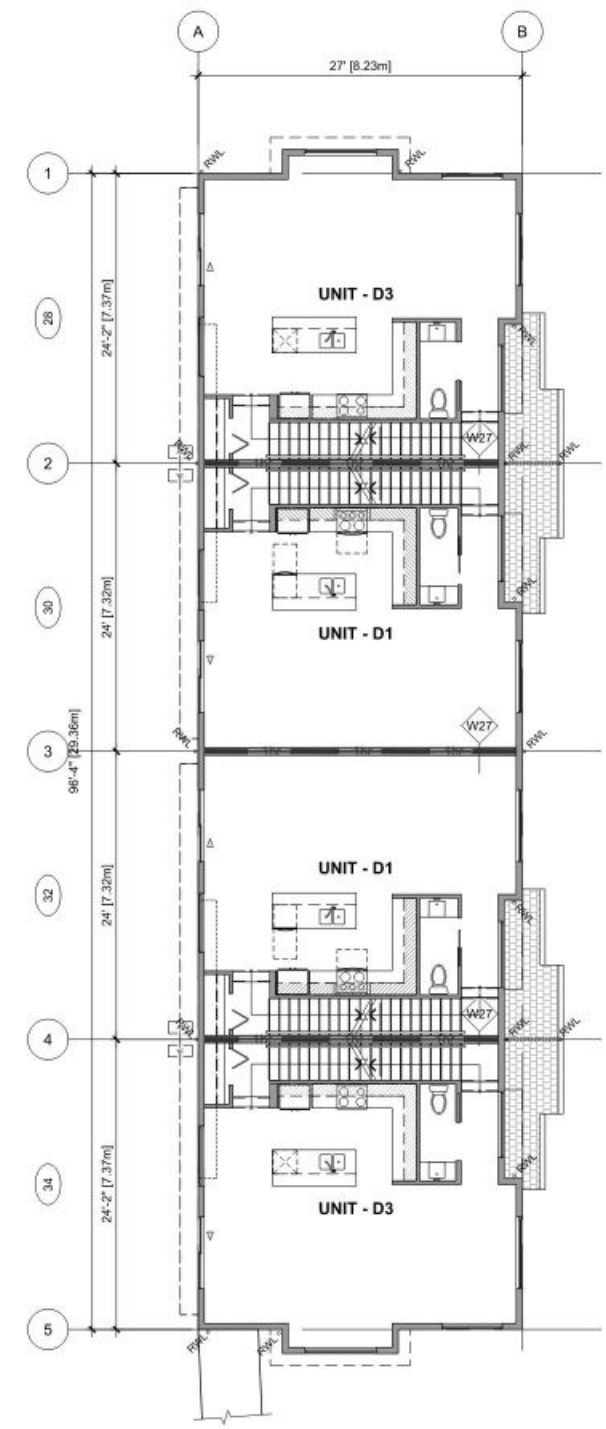 A
B
27' [8.23m]
1
RWL
RWL
28
24'-2" [7.37m]
UNIT - D3
RWL
W27
2
RWL
RWL
RWL
30
24' [7.32m]
UNIT - D1
RWL
W27
3
RWL
RWL
96'-4" [29.36m]
32
24' [7.32m]
UNIT - D1
RWL
W27
4
RWL
RWL
RWL
34
24'-2" [7.37m]
UNIT - D3
RWL
5
RWL
RWL